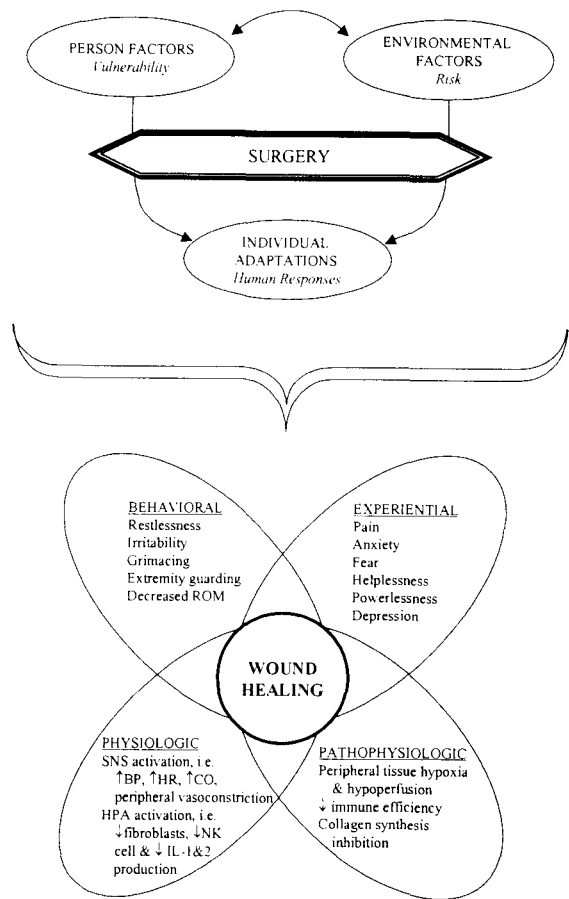 PERSON FACTORS
Vulnerability
ENVIRONMENTAL
FACTORS
Risk
SURGERY
INDIVIDUAL
ADAPTATIONS
Human Responses
BEHAVIORAL
Restlessness
Irritability
Grimacing
Extremity guarding
Decreased ROM
EXPERIENTIAL
Pain
Anxiety
Fear
Helplessness
Powerlessness
Depression
WOUND
HEALING
PHYSIOLOGIC
SNS activation, i.e.
↑BP, ↑HR, ↑CO,
peripheral vasoconstriction
HPA activation, i.e.
↓fibroblasts, ↓NK
cell & ↓ IL-1&2
production
PATHOPHYSIOLOGIC
Peripheral tissue hypoxia
& hypoperfusion
↓ immune efficiency
Collagen synthesis
inhibition